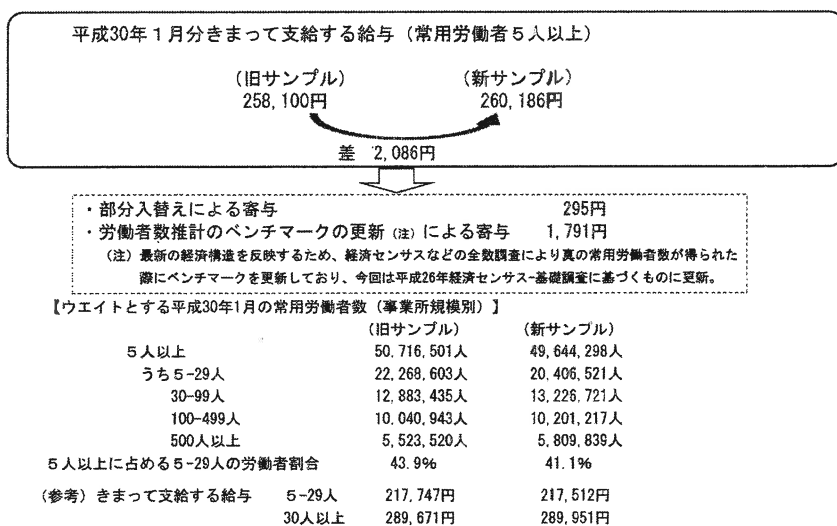 平成30年1月分きまって支給する給与（常用労働者5人以上）
（旧サンプル） （新サンプル）
258,100円 260,186円
差 2,086円
・部分入替えによる寄与 295円
・労働者数推計のベンチマークの更新（注）による寄与 1,791円
（注）最新の経済構造を反映するため、経済センサスなどの全数調査により真の常用労働者数が得られた
際にベンチマークを更新しており、今回は平成26年経済センサス-基礎調査に基づくものに更新。
【ウエイトとする平成30年1月の常用労働者数（事業所規模別）】
（旧サンプル） （新サンプル）
5人以上 50,716,501人 49,644,298人
うち5-29人 22,268,603人 20,406,521人
30-99人 12,883,435人 13,226,721人
100-499人 10,040,943人 10,201,217人
500人以上 5,523,520人 5,809,839人
5人以上に占める5-29人の労働者割合 43.9% 41.1%
（参考）きまって支給する給与 5-29人 217,747円 217,512円
30人以上 289,671円 289,951円